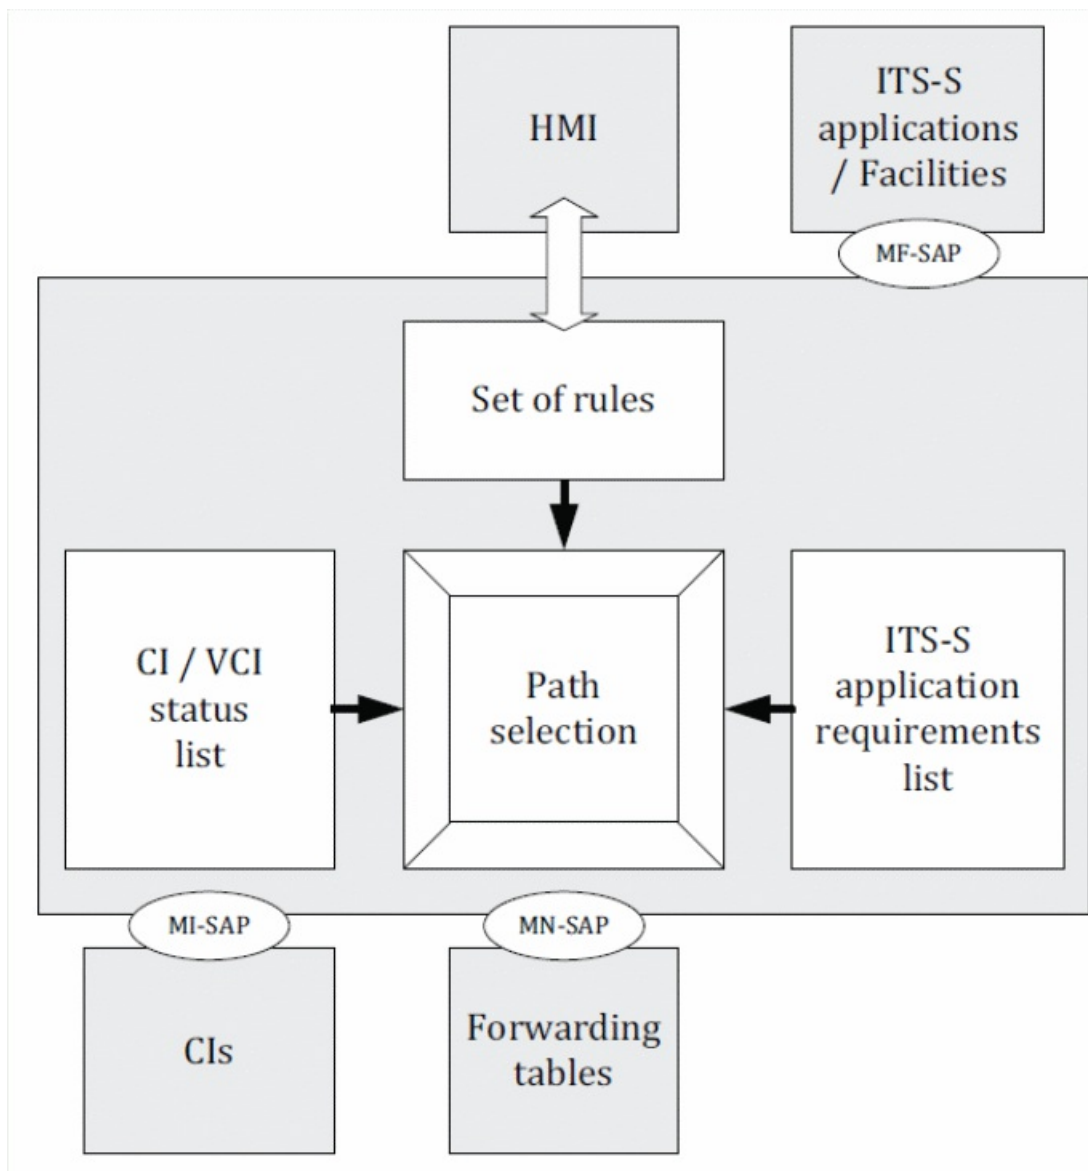 HMI
ITS-S
applications
/ Facilities
MF-SAP
Set of rules
CI / VCI
status
list
Path
selection
ITS-S
application
requirements
list
MI-SAP
MN-SAP
CIs
Forwarding
tables